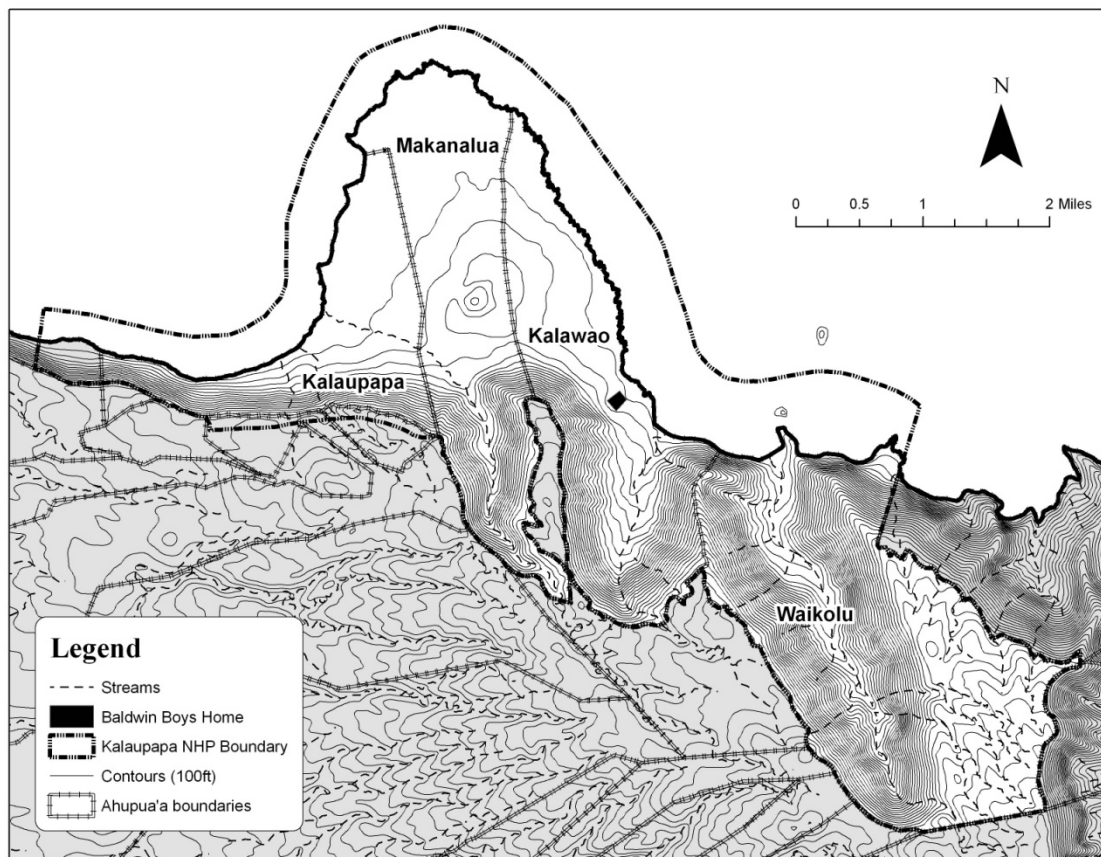 Makanalua
N
0 0.5 1 2 Miles
Kalawao
Kalaupapa
Waikolu
Legend
Streams
Baldwin Boys Home
Kalaupapa NHP Boundary
Contours (100ft)
Ahupua'a boundaries